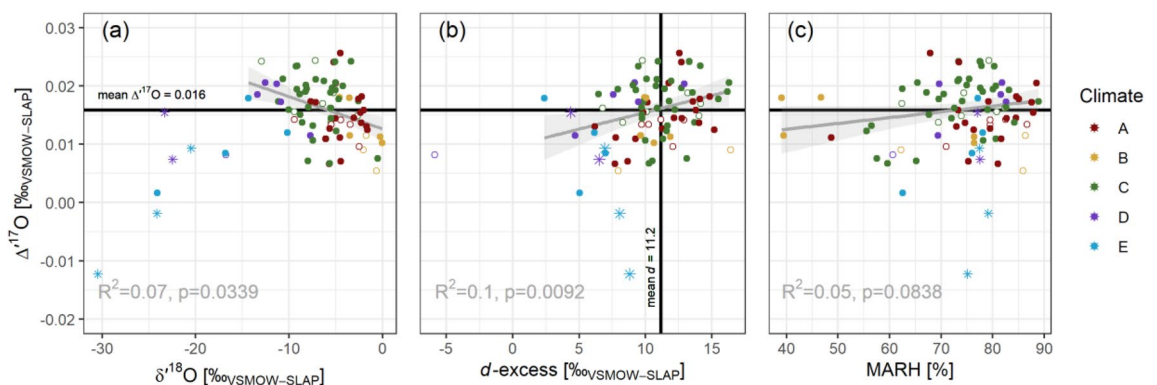 (a)
(b)
(c)
0.03
0.02
0.01
0.00
-0.01
-0.02
Δ′¹⁷O [‰VSMOW−SLAP]
mean Δ′¹⁷O = 0.016
R²=0.07, p=0.0339
-30
-20
-10
0
δ′¹⁸O [‰VSMOW−SLAP]
mean d = 11.2
R²=0.1, p=0.0092
-5
0
5
10
15
d-excess [‰VSMOW−SLAP]
R²=0.05, p=0.0838
40
50
60
70
80
90
MARH [%]
Climate
A
B
C
D
E